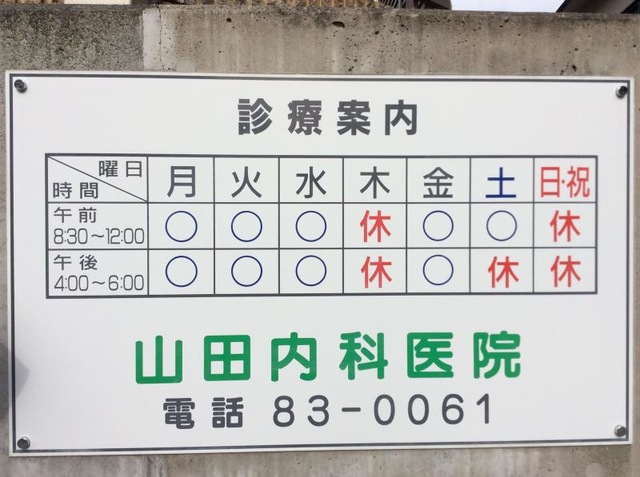 診療案内
曜日 月 火 水 木 金 土 日・祝
時間
午前 8:30～12:00 ○ ○ ○ 休 ○ ○ 休
午後 4:00～6:00 ○ ○ ○ 休 ○ 休 休
山田内科医院
電話 83-0061